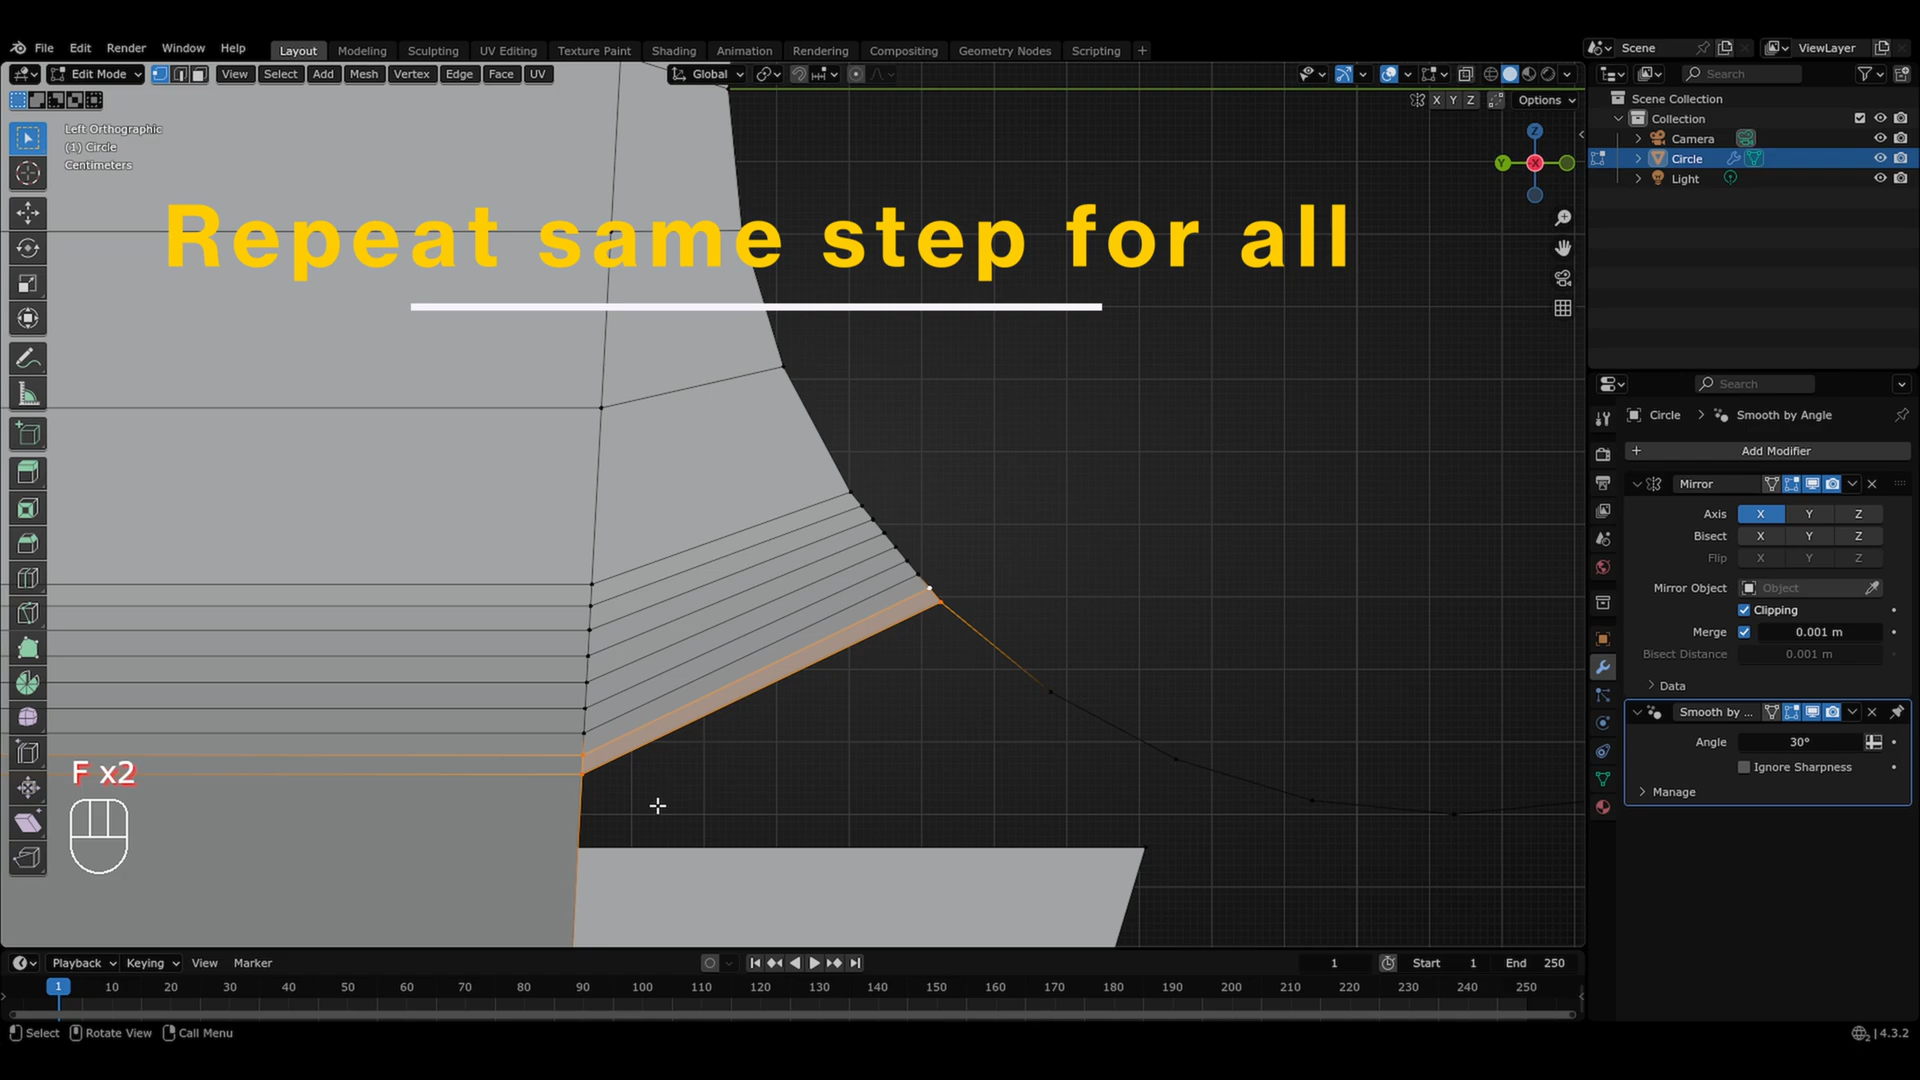 File Edit Render Window Help Layout Modeling Sculpting UV Editing Texture Paint Shading Animation Rendering Compositing Geometry Nodes Scripting + Scene ViewLayer
Edit Mode View Select Add Mesh Vertex Edge Face UV Global Search
X Y Z Options
Scene Collection
Collection
Camera
Circle
Light
Left Orthographic
(1) Circle
Centimeters
Z
Y
-X
Repeat same step for all
Search
Circle > Smooth by Angle
+ Add Modifier
Mirror
Axis X Y Z
Bisect X Y Z
Flip X Y Z
Mirror Object Object
Clipping
Merge 0.001 m
Bisect Distance 0.001 m
Data
Smooth by ...
Angle 30°
Ignore Sharpness
Manage
F x2
Playback Keying View Marker 1 Start 1 End 250
1 10 20 30 40 50 60 70 80 90 100 110 120 130 140 150 160 170 180 190 200 210 220 230 240 250
Select Rotate View Call Menu 4.3.2